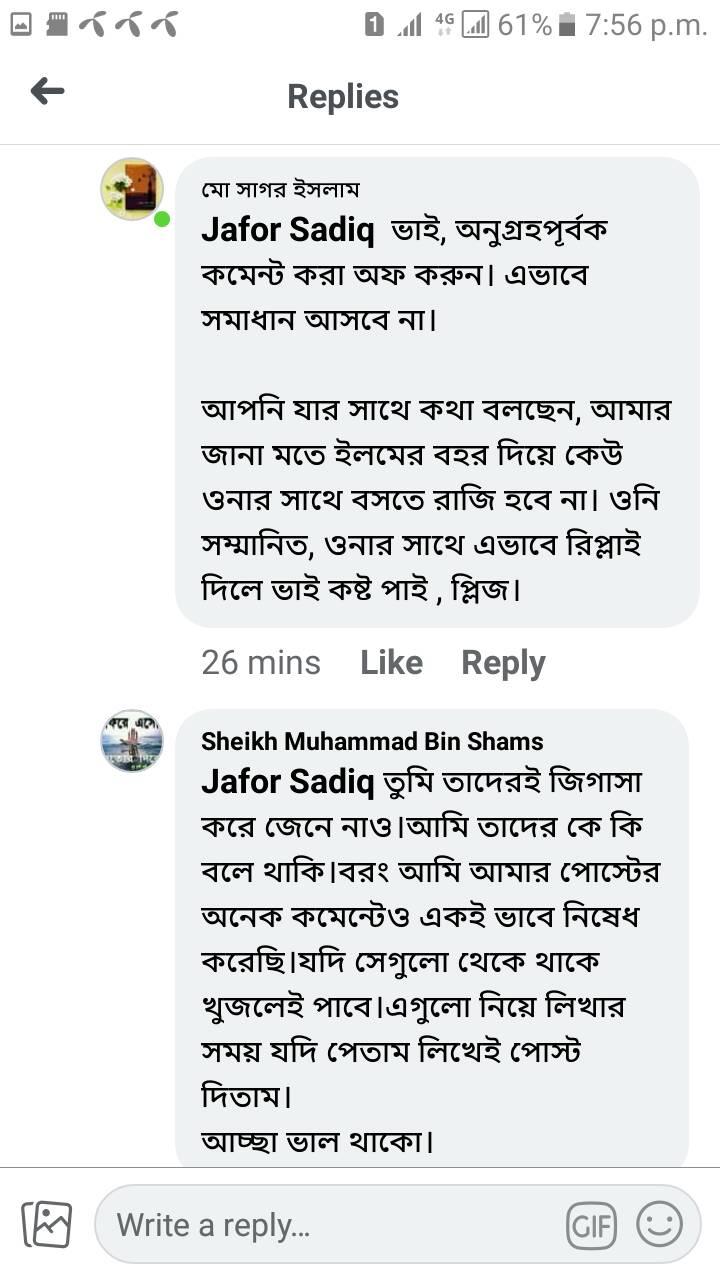 1 4G 61% 7:56 p.m.
Replies
মো সাগর ইসলাম
Jafor Sadiq ভাই, অনুগ্রহপূর্বক
কমেন্ট করা অফ করুন। এভাবে
সমাধান আসবে না।
আপনি যার সাথে কথা বলছেন, আমার
জানা মতে ইলমের বহর দিয়ে কেউ
ওনার সাথে বসতে রাজি হবে না। ওনি
সম্মানিত, ওনার সাথে এভাবে রিপ্লাই
দিলে ভাই কষ্ট পাই , প্লিজ।
26 mins Like Reply
Sheikh Muhammad Bin Shams
Jafor Sadiq তুমি তাদেরই জিগাসা
করে জেনে নাও।আমি তাদের কে কি
বলে থাকি।বরং আমি আমার পোস্টের
অনেক কমেন্টেও একই ভাবে নিষেধ
করেছি।যদি সেগুলো থেকে থাকে
খুজলেই পাবে।এগুলো নিয়ে লিখার
সময় যদি পেতাম লিখেই পোস্ট
দিতাম।
আচ্ছা ভাল থাকো।
Write a reply...
GIF